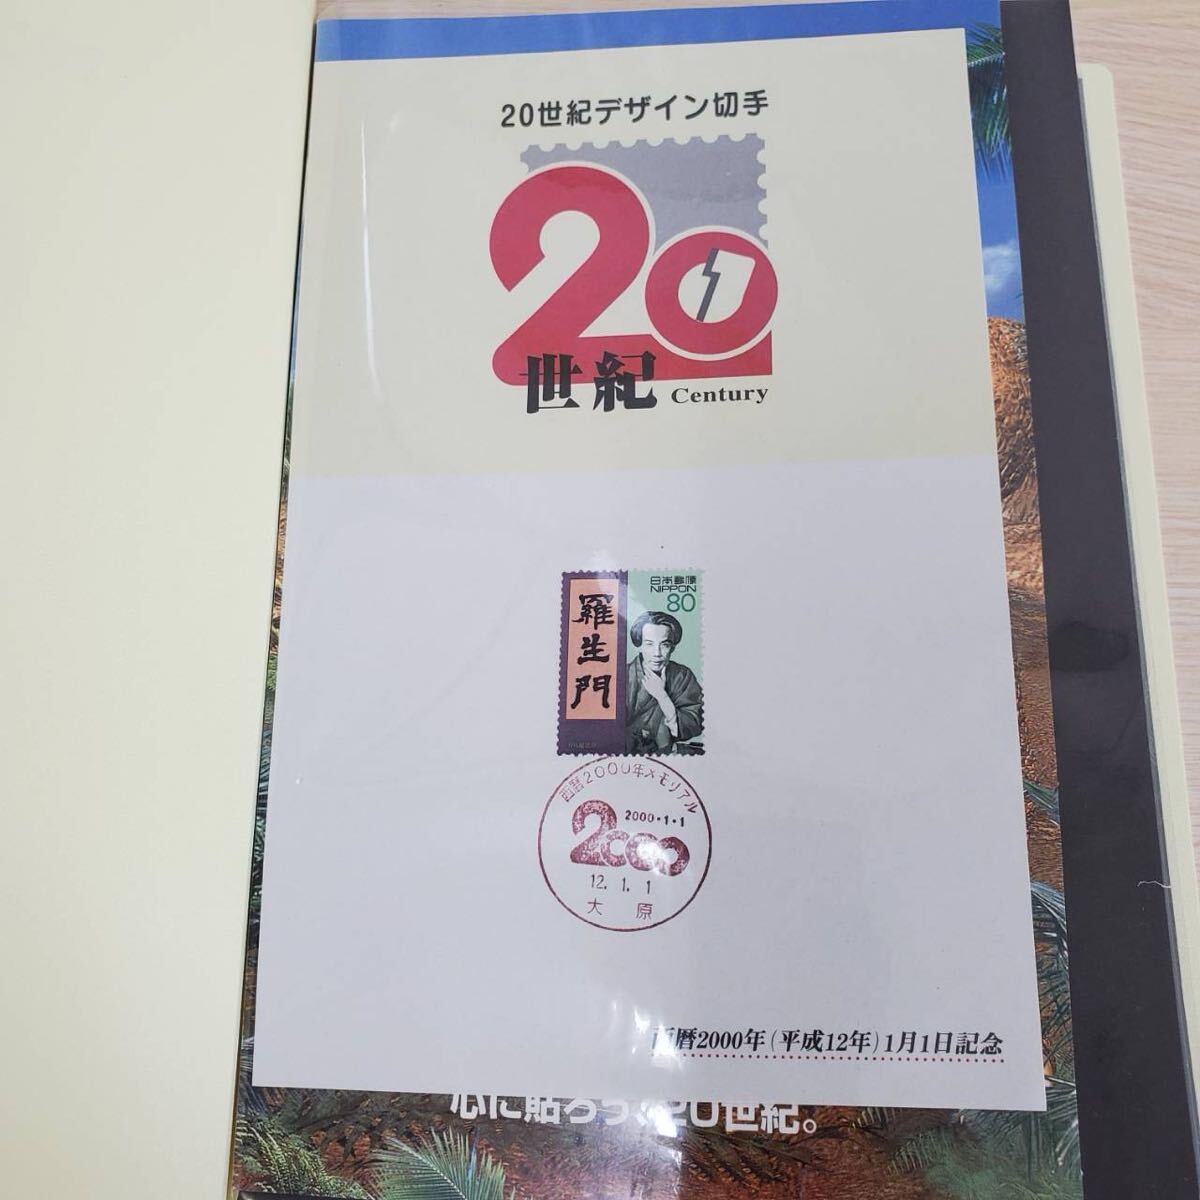 20世紀デザイン切手
20
世紀 Century
日本郵便
NIPPON
80
羅生門
西暦2000年メモリアル
2000・1・1
2000
12. 1. 1
大原
西暦2000年(平成12年)1月1日記念
心に貼ろう、20世紀。